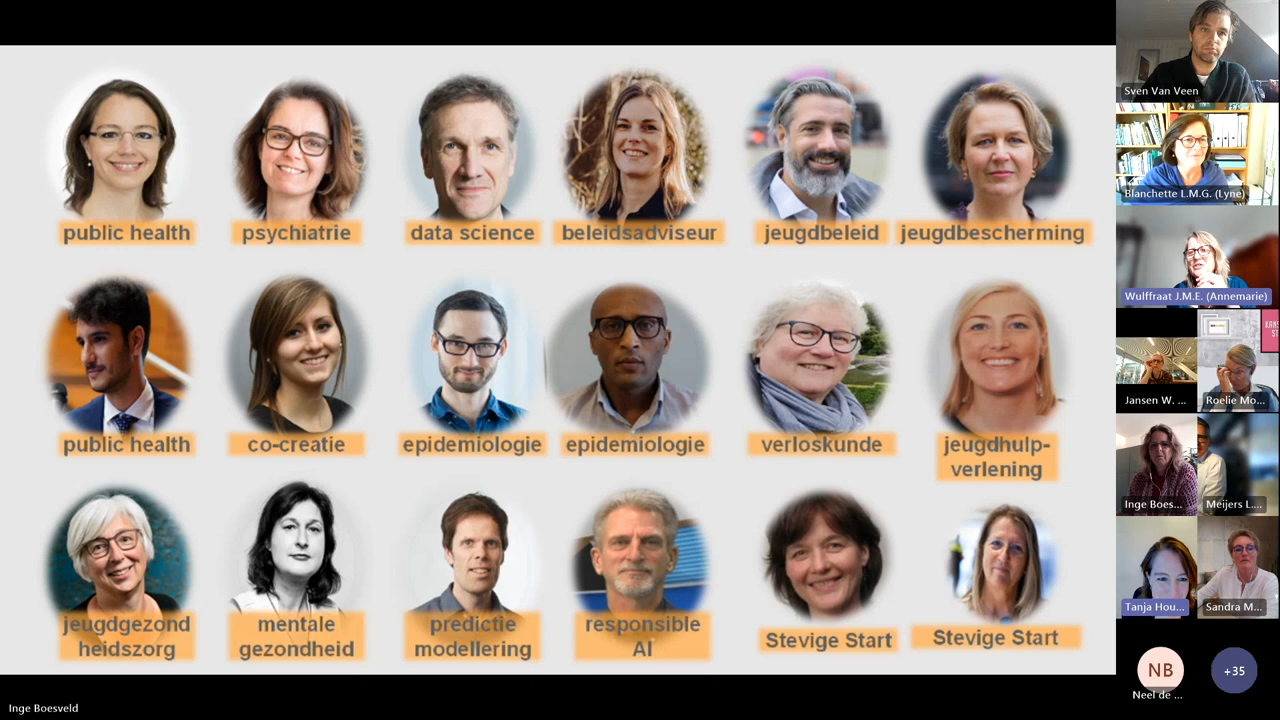 public health
psychiatrie
data science
beleidsadviseur
jeugdbeleid
jeugdbescherming
public health
co-creatie
epidemiologie
epidemiologie
verloskunde
jeugdhulp-
verlening
jeugdgezond
heidszorg
mentale
gezondheid
predictie
modellering
responsible
AI
Stevige Start
Stevige Start
Inge Boesveld
Sven Van Veen
Blanchette L.M.G. (Lyne)
Wulffraat J.M.E. (Annemarie)
Jansen W. ...
Roelie Mo...
Inge Boes...
Meijers L....
Tanja Hou...
Sandra M...
NB
Neel de ...
+35